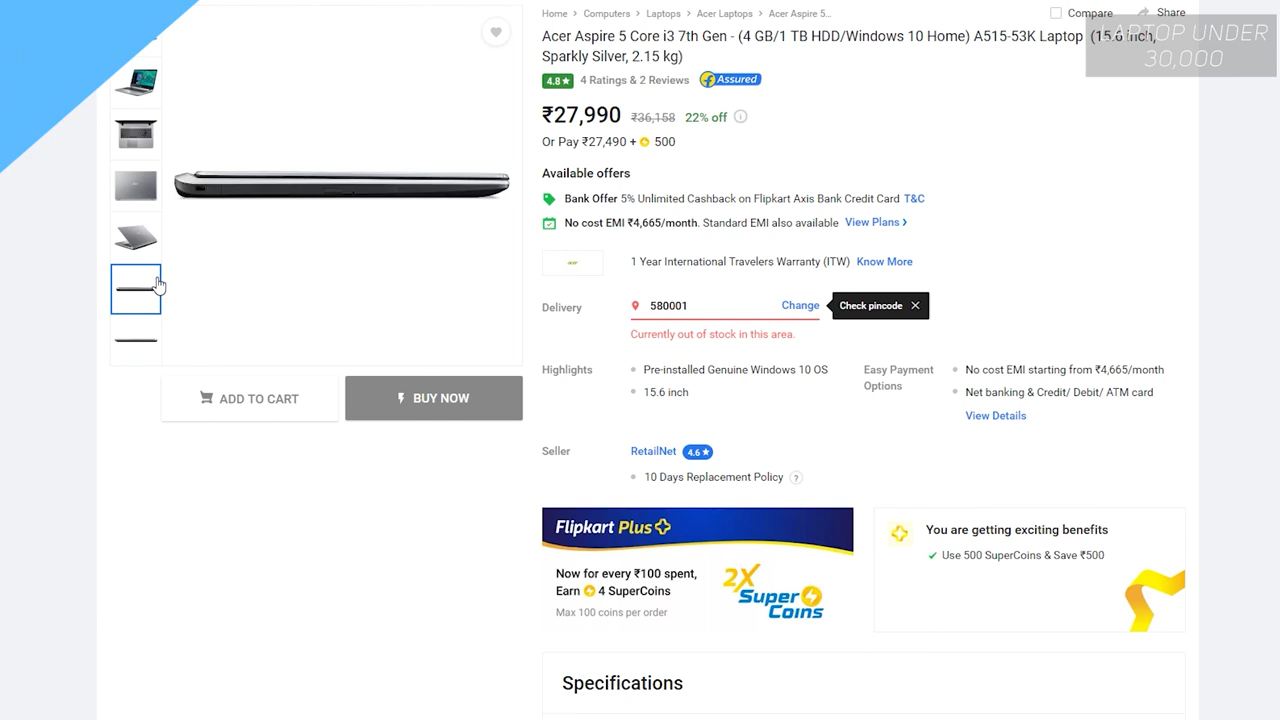 Home > Computers > Laptops > Acer Laptops > Acer Aspire 5...
Compare
Share
LAPTOP UNDER
30,000
Acer Aspire 5 Core i3 7th Gen - (4 GB/1 TB HDD/Windows 10 Home) A515-53K Laptop (15.6 inch,
Sparkly Silver, 2.15 kg)
4.8★ 4 Ratings & 2 Reviews Assured
₹27,990 ₹36,158 22% off
Or Pay ₹27,490 + 500
Available offers
Bank Offer 5% Unlimited Cashback on Flipkart Axis Bank Credit Card T&C
No cost EMI ₹4,665/month. Standard EMI also available View Plans >
acer
1 Year International Travelers Warranty (ITW) Know More
Delivery
580001 Change
Check pincode ×
Currently out of stock in this area.
Highlights
Pre-installed Genuine Windows 10 OS
15.6 inch
Easy Payment
Options
No cost EMI starting from ₹4,665/month
Net banking & Credit/ Debit/ ATM card
View Details
ADD TO CART
BUY NOW
Seller
RetailNet 4.6★
10 Days Replacement Policy ?
Flipkart Plus
Now for every ₹100 spent,
Earn 4 SuperCoins
Max 100 coins per order
2X
Super
Coins
You are getting exciting benefits
Use 500 SuperCoins & Save ₹500
Specifications